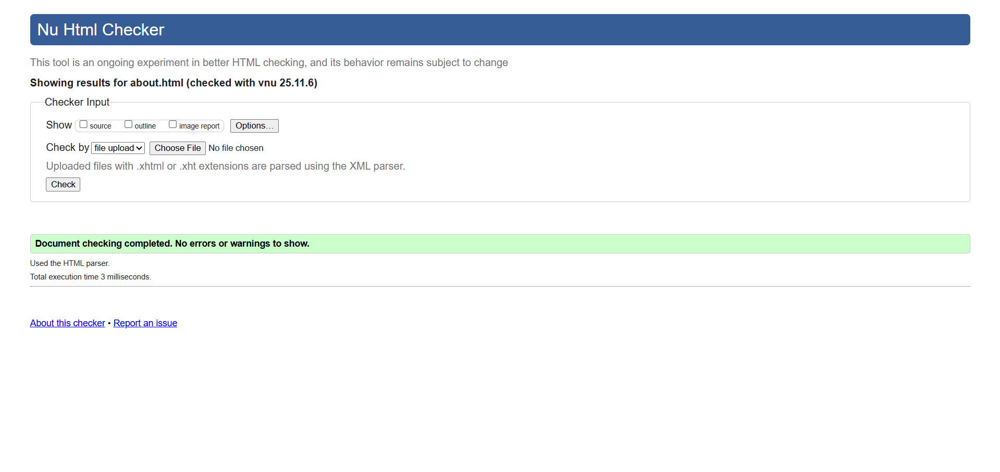 Nu Html Checker
This tool is an ongoing experiment in better HTML checking, and its behavior remains subject to change
Showing results for about.html (checked with vnu 25.11.6)
Checker Input
Show source outline image report Options…
Check by file upload Choose File No file chosen
Uploaded files with .xhtml or .xht extensions are parsed using the XML parser.
Check
Document checking completed. No errors or warnings to show.
Used the HTML parser.
Total execution time 3 milliseconds.
About this checker • Report an issue